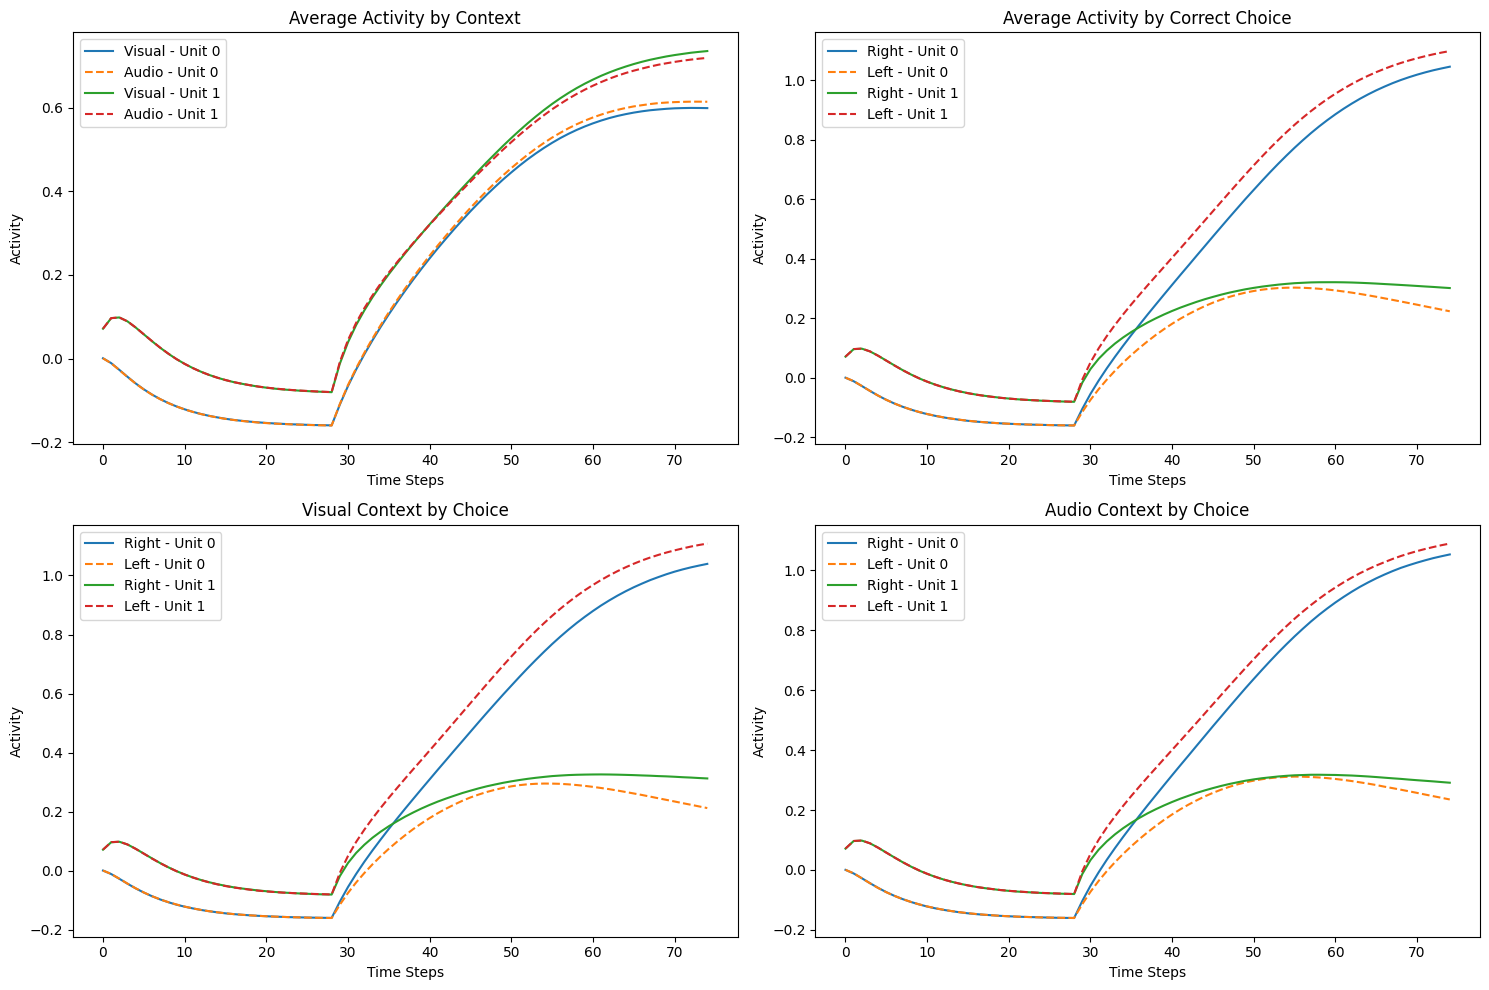 Average Activity by Context
Visual - Unit 0
Audio - Unit 0
Visual - Unit 1
Audio - Unit 1
Activity
0.6
0.4
0.2
0.0
−0.2
0 10 20 30 40 50 60 70
Time Steps
Average Activity by Correct Choice
Right - Unit 0
Left - Unit 0
Right - Unit 1
Left - Unit 1
Activity
1.0
0.8
0.6
0.4
0.2
0.0
−0.2
0 10 20 30 40 50 60 70
Time Steps
Visual Context by Choice
Right - Unit 0
Left - Unit 0
Right - Unit 1
Left - Unit 1
Activity
1.0
0.8
0.6
0.4
0.2
0.0
−0.2
0 10 20 30 40 50 60 70
Time Steps
Audio Context by Choice
Right - Unit 0
Left - Unit 0
Right - Unit 1
Left - Unit 1
Activity
1.0
0.8
0.6
0.4
0.2
0.0
−0.2
0 10 20 30 40 50 60 70
Time Steps